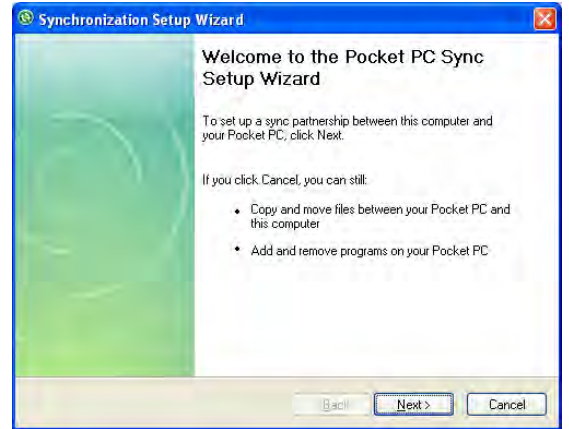 Synchronization Setup Wizard
Welcome to the Pocket PC Sync
Setup Wizard
To set up a sync partnership between this computer and
your Pocket PC, click Next.
If you click Cancel, you can still:
• Copy and move files between your Pocket PC and
this computer
• Add and remove programs on your Pocket PC
Back Next > Cancel